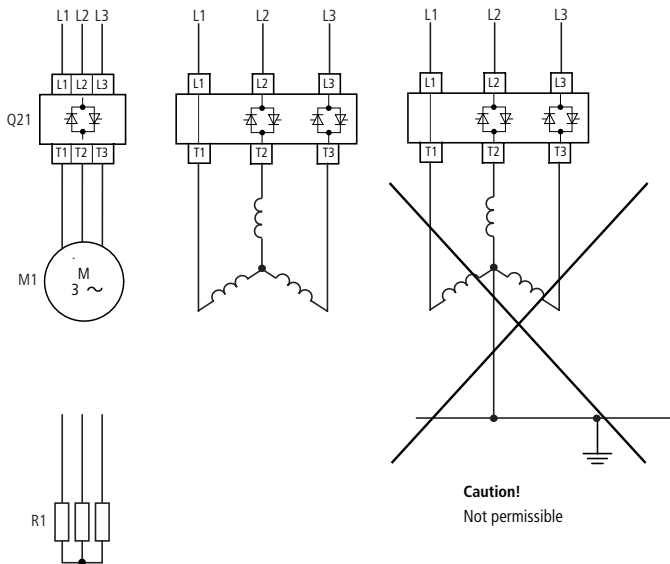 L1 L2 L3 L1 L2 L3 L1 L2 L3
L1 L2 L3 L1 L2 L3 L1 L2 L3
Q21
T1 T2 T3 T1 T2 T3 T1 T2 T3
M1
M
3 ~
R1
Caution!
Not permissible